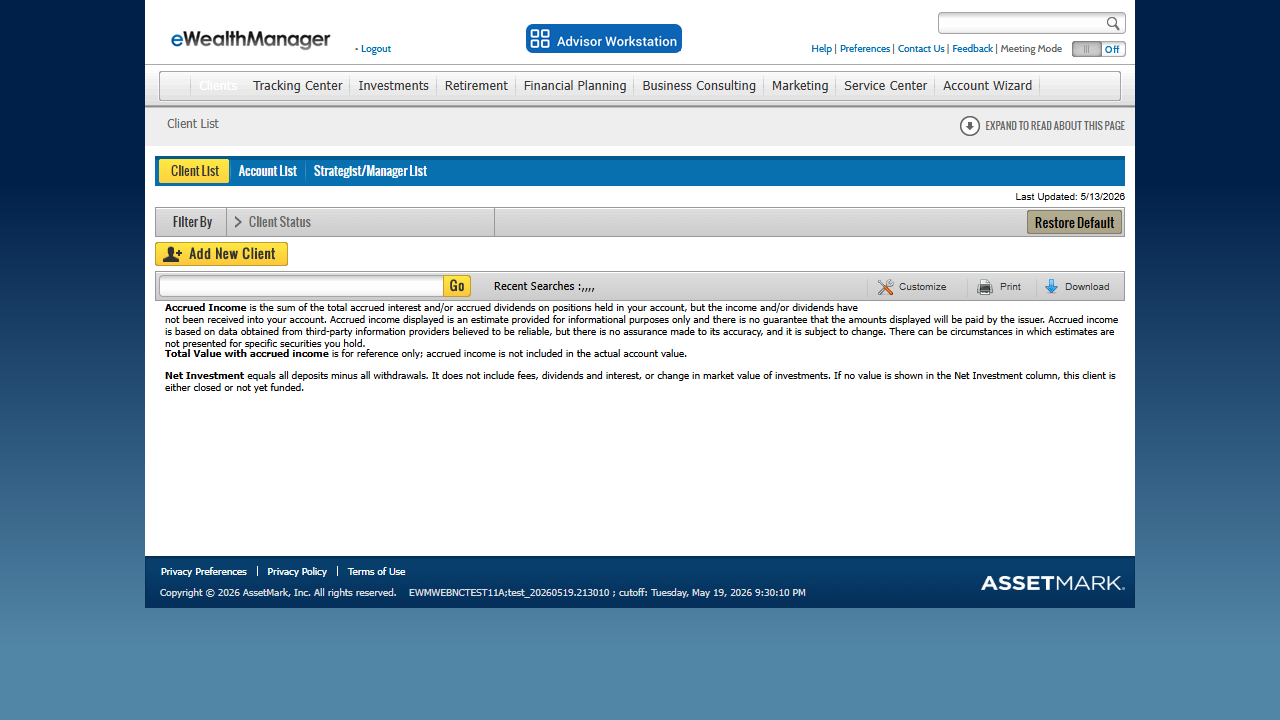 eWealthManager
• Logout
Advisor Workstation
Help | Preferences | Contact Us | Feedback | Meeting Mode Off
Clients Tracking Center Investments Retirement Financial Planning Business Consulting Marketing Service Center Account Wizard
Client List
EXPAND TO READ ABOUT THIS PAGE
Client List Account List Strategist/Manager List
Last Updated: 5/13/2026
Filter By Client Status Restore Default
Add New Client
Go Recent Searches :,,,, Customize Print Download
Accrued Income is the sum of the total accrued interest and/or accrued dividends on positions held in your account, but the income and/or dividends have
not been received into your account. Accrued income displayed is an estimate provided for informational purposes only and there is no guarantee that the amounts displayed will be paid by the issuer. Accrued income
is based on data obtained from third-party information providers believed to be reliable, but there is no assurance made to its accuracy, and it is subject to change. There can be circumstances in which estimates are
not presented for specific securities you hold.
Total Value with accrued income is for reference only; accrued income is not included in the actual account value.
Net Investment equals all deposits minus all withdrawals. It does not include fees, dividends and interest, or change in market value of investments. If no value is shown in the Net Investment column, this client is
either closed or not yet funded.
Privacy Preferences | Privacy Policy | Terms of Use
Copyright © 2026 AssetMark, Inc. All rights reserved. EWMWEBNCTEST11A;test_20260519.213010 ; cutoff: Tuesday, May 19, 2026 9:30:10 PM
ASSETMARK.